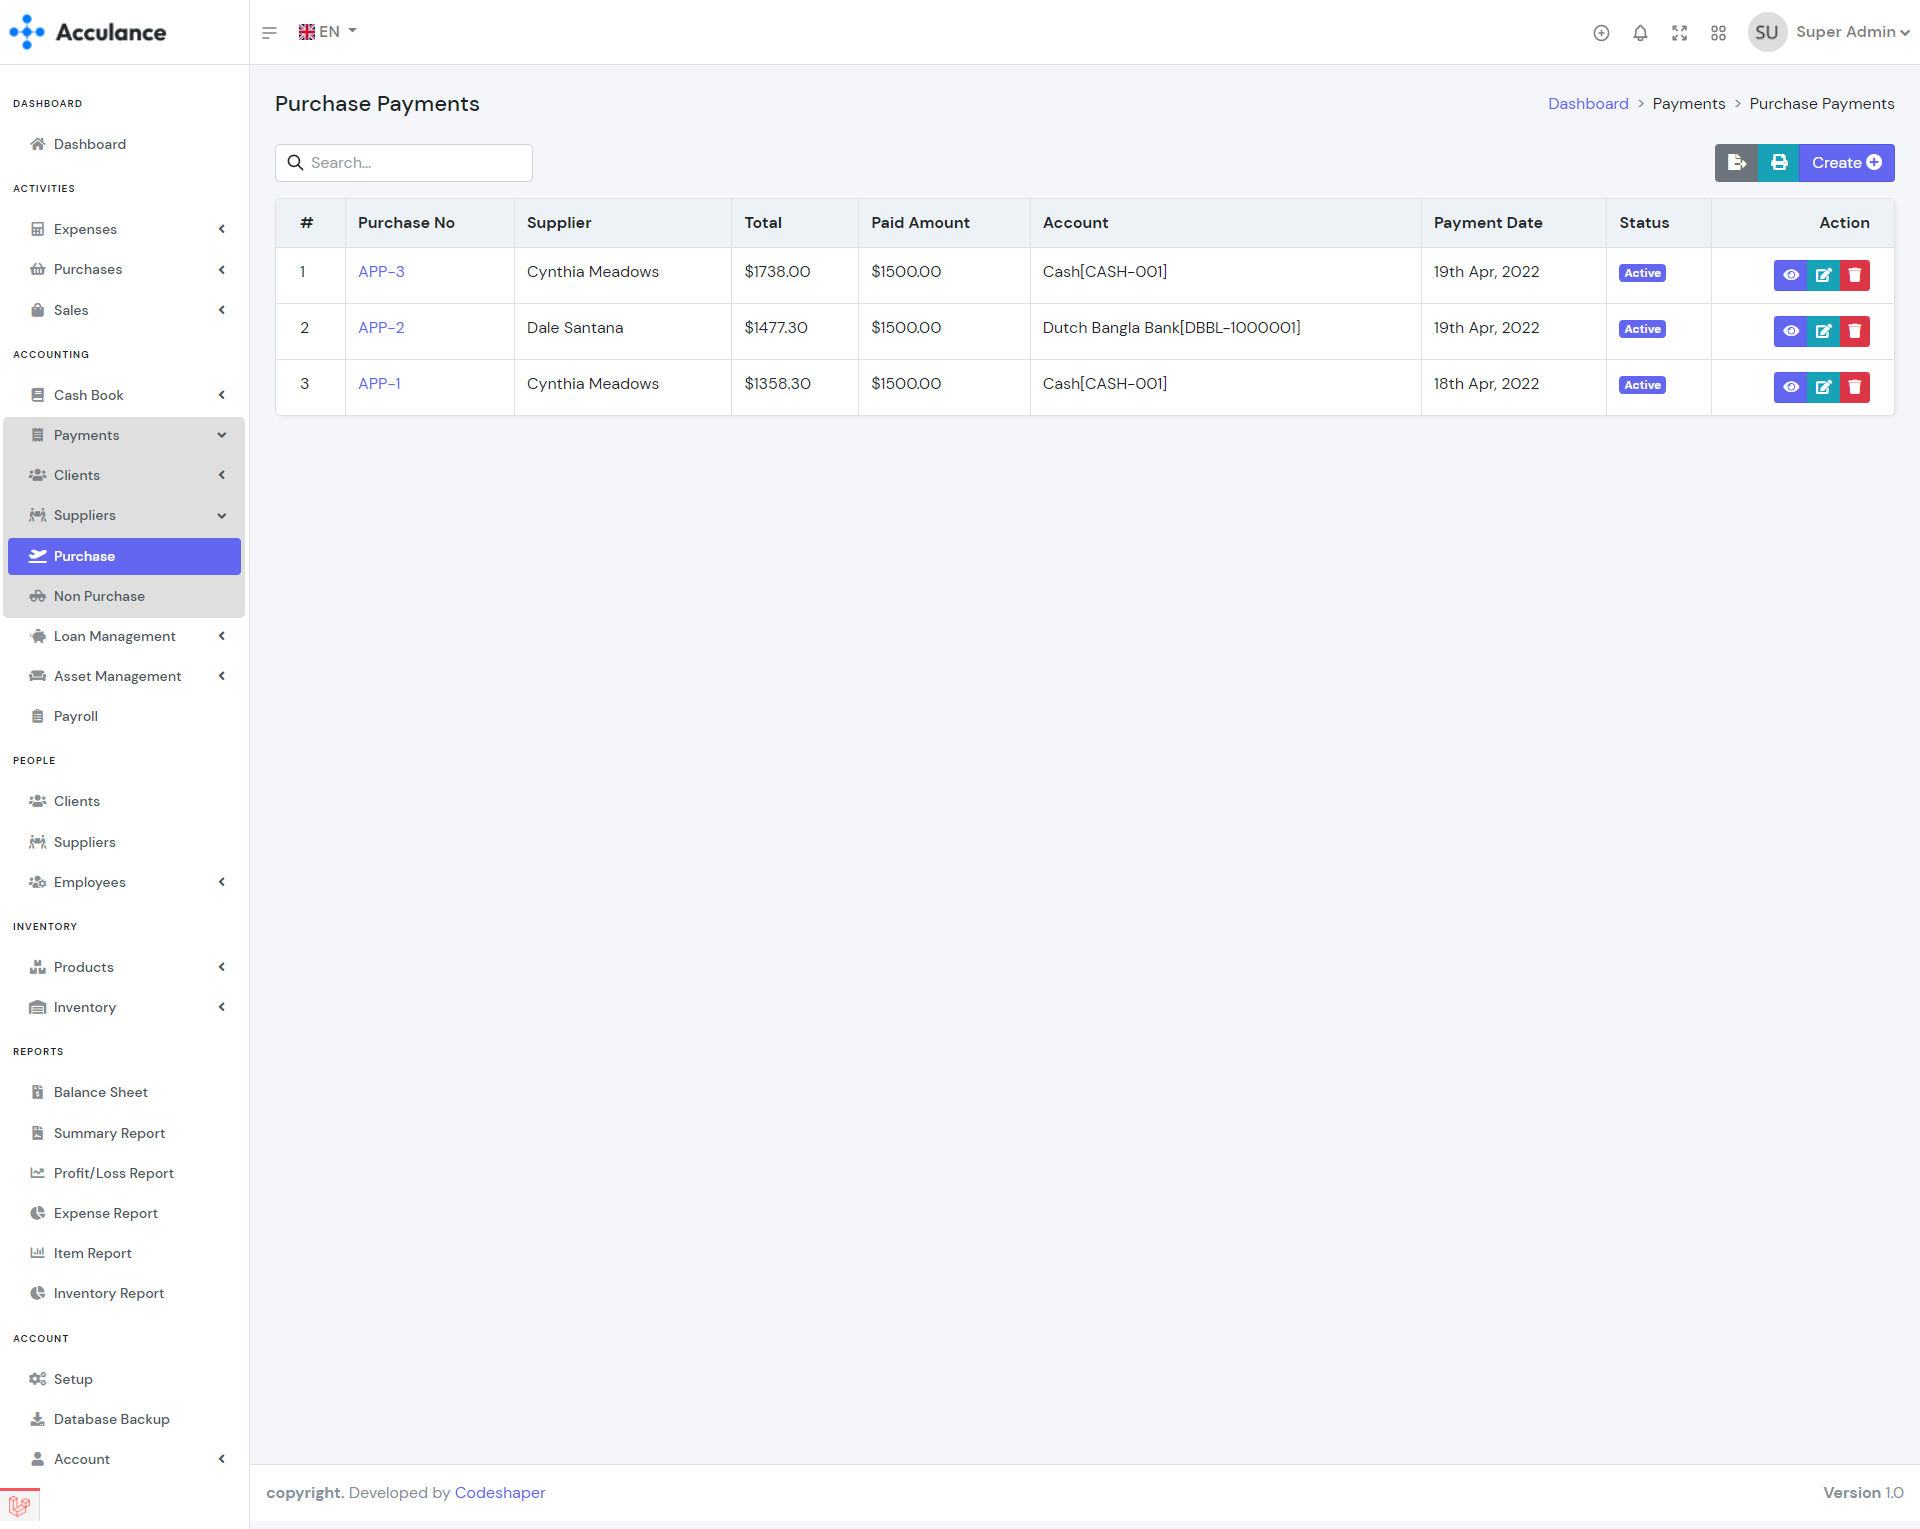 Acculance
EN
SU Super Admin
DASHBOARD
Dashboard
ACTIVITIES
Expenses
Purchases
Sales
ACCOUNTING
Cash Book
Payments
Clients
Suppliers
Purchase
Non Purchase
Loan Management
Asset Management
Payroll
PEOPLE
Clients
Suppliers
Employees
INVENTORY
Products
Inventory
REPORTS
Balance Sheet
Summary Report
Profit/Loss Report
Expense Report
Item Report
Inventory Report
ACCOUNT
Setup
Database Backup
Account
Purchase Payments
Dashboard > Payments > Purchase Payments
Search...
Create
# Purchase No Supplier Total Paid Amount Account Payment Date Status Action
1 APP-3 Cynthia Meadows $1738.00 $1500.00 Cash[CASH-001] 19th Apr, 2022 Active
2 APP-2 Dale Santana $1477.30 $1500.00 Dutch Bangla Bank[DBBL-1000001] 19th Apr, 2022 Active
3 APP-1 Cynthia Meadows $1358.30 $1500.00 Cash[CASH-001] 18th Apr, 2022 Active
copyright. Developed by Codeshaper
Version 1.0